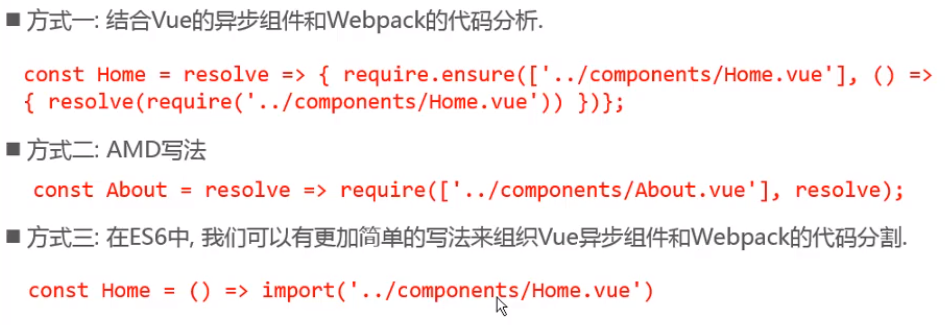 ■ 方式一: 结合Vue的异步组件和Webpack的代码分析.
const Home = resolve => { require.ensure(['../components/Home.vue'], () =>
{ resolve(require('../components/Home.vue')) })};
■ 方式二: AMD写法
const About = resolve => require(['../components/About.vue'], resolve);
■ 方式三: 在ES6中, 我们可以有更加简单的写法来组织Vue异步组件和Webpack的代码分割.
const Home = () => import('../components/Home.vue')